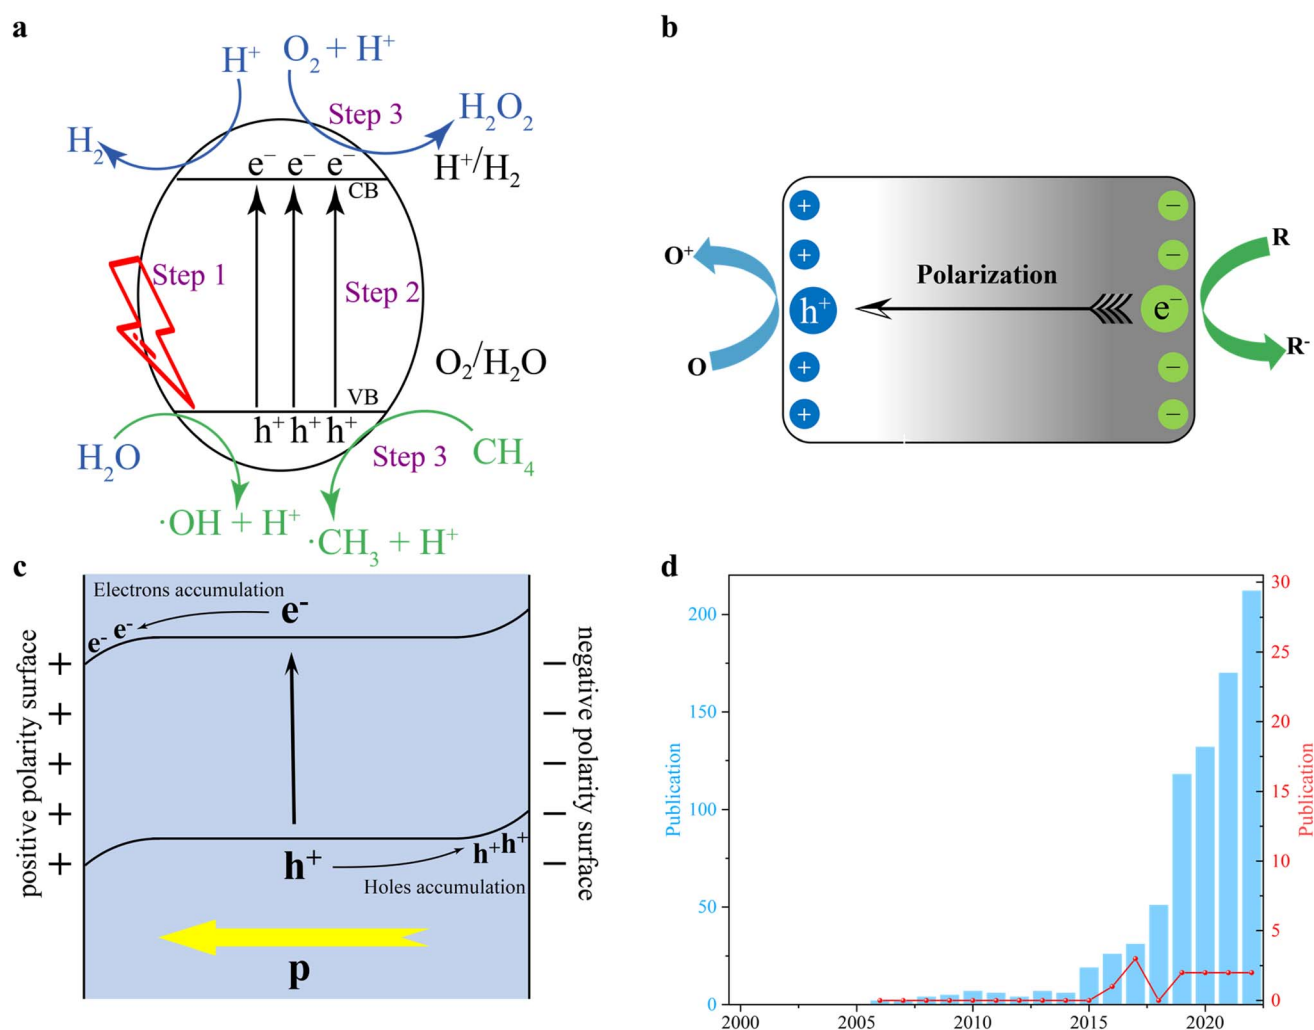 a
H⁺
O₂ + H⁺
Step 3
H₂
H₂O₂
e⁻ e⁻ e⁻
H⁺/H₂
CB
Step 1
Step 2
O₂/H₂O
VB
h⁺ h⁺ h⁺
H₂O
Step 3
CH₄
·OH + H⁺
·CH₃ + H⁺
b
+
+
h⁺
+
+
Polarization
−
−
e⁻
−
−
O⁺
O
R
R⁻
c
Electrons accumulation
e⁻
e⁻ e⁻
positive polarity surface
+
+
+
+
+
−
−
−
−
−
negative polarity surface
h⁺
h⁺h⁺
Holes accumulation
p
d
Publication
200
150
100
50
0
2000
2005
2010
2015
2020
30
25
20
15
10
5
0
Publication